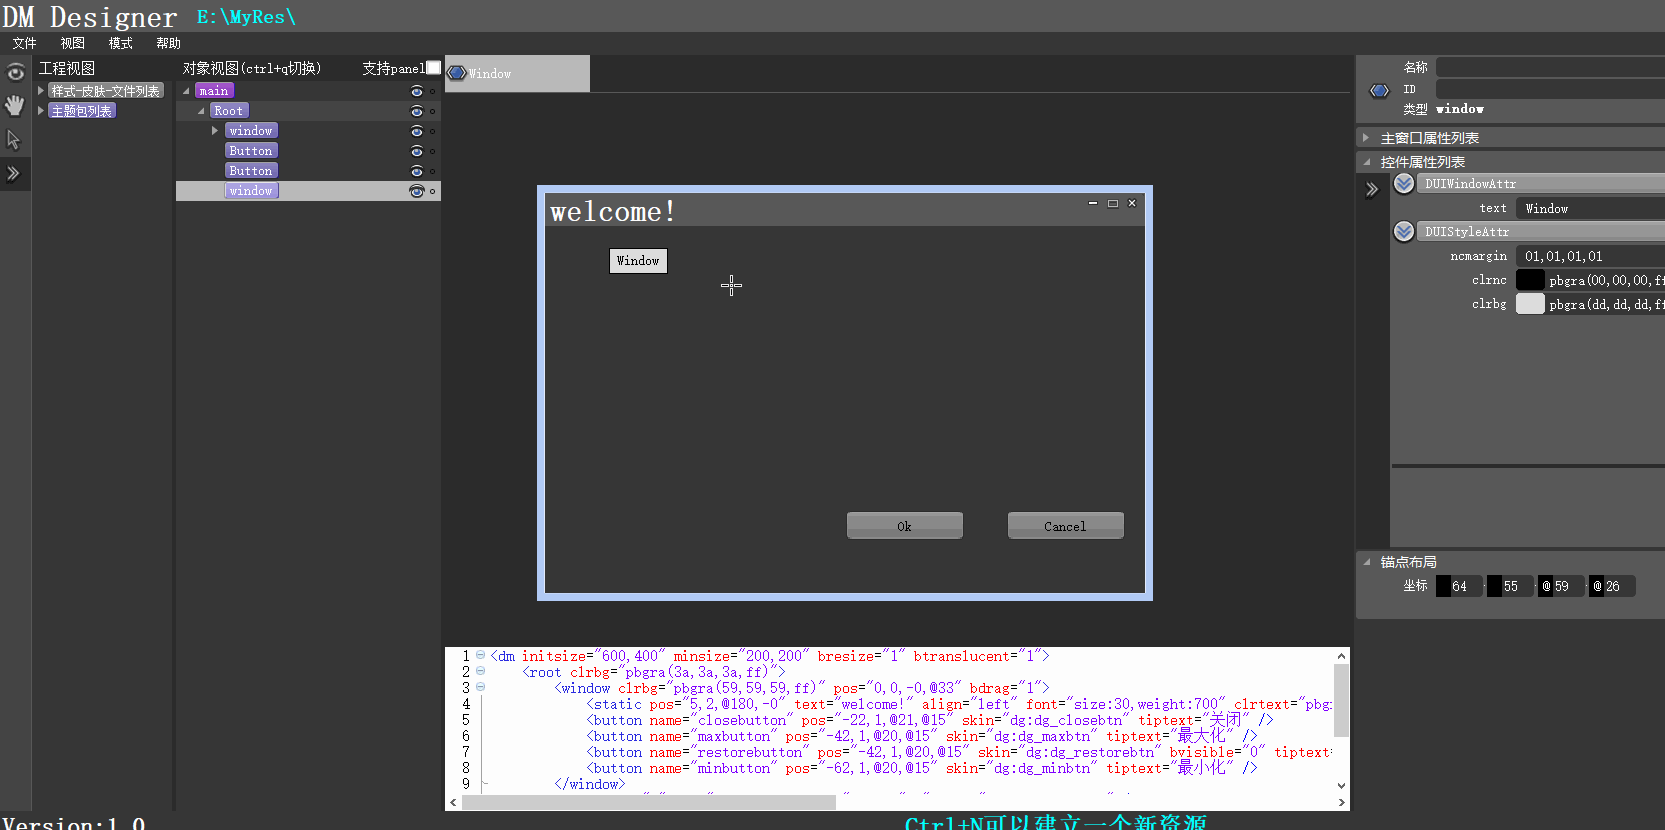 DM Designer E:\MyRes\
文件 视图 模式 帮助
工程视图
样式-皮肤-文件列表
主题包列表
对象视图(ctrl+q切换) 支持panel
main
Root
window
Button
Button
window
Window
welcome!
Window
Ok Cancel
1 <dm initsize="600,400" minsize="200,200" bresize="1" btranslucent="1">
2 <root clrbg="pbgra(3a,3a,3a,ff)">
3 <window clrbg="pbgra(59,59,59,ff)" pos="0,0,-0,@33" bdrag="1">
4 <static pos="5,2,@180,-0" text="welcome!" align="left" font="size:30,weight:700" clrtext="pbg
5 <button name="closebutton" pos="-22,1,@21,@15" skin="dg:dg_closebtn" tiptext="关闭" />
6 <button name="maxbutton" pos="-42,1,@20,@15" skin="dg:dg_maxbtn" tiptext="最大化" />
7 <button name="restorebutton" pos="-42,1,@20,@15" skin="dg:dg_restorebtn" bvisible="0" tiptext=
8 <button name="minbutton" pos="-62,1,@20,@15" skin="dg:dg_minbtn" tiptext="最小化" />
9 </window>
名称
ID
类型 window
主窗口属性列表
控件属性列表
DUIWindowAttr
text Window
DUIStyleAttr
ncmargin 01,01,01,01
clrnc pbgra(00,00,00,ff
clrbg pbgra(dd,dd,dd,ff
锚点布局
坐标 64 55 @ 59 @ 26
Version:1.0
Ctrl+N可以建立一个新资源